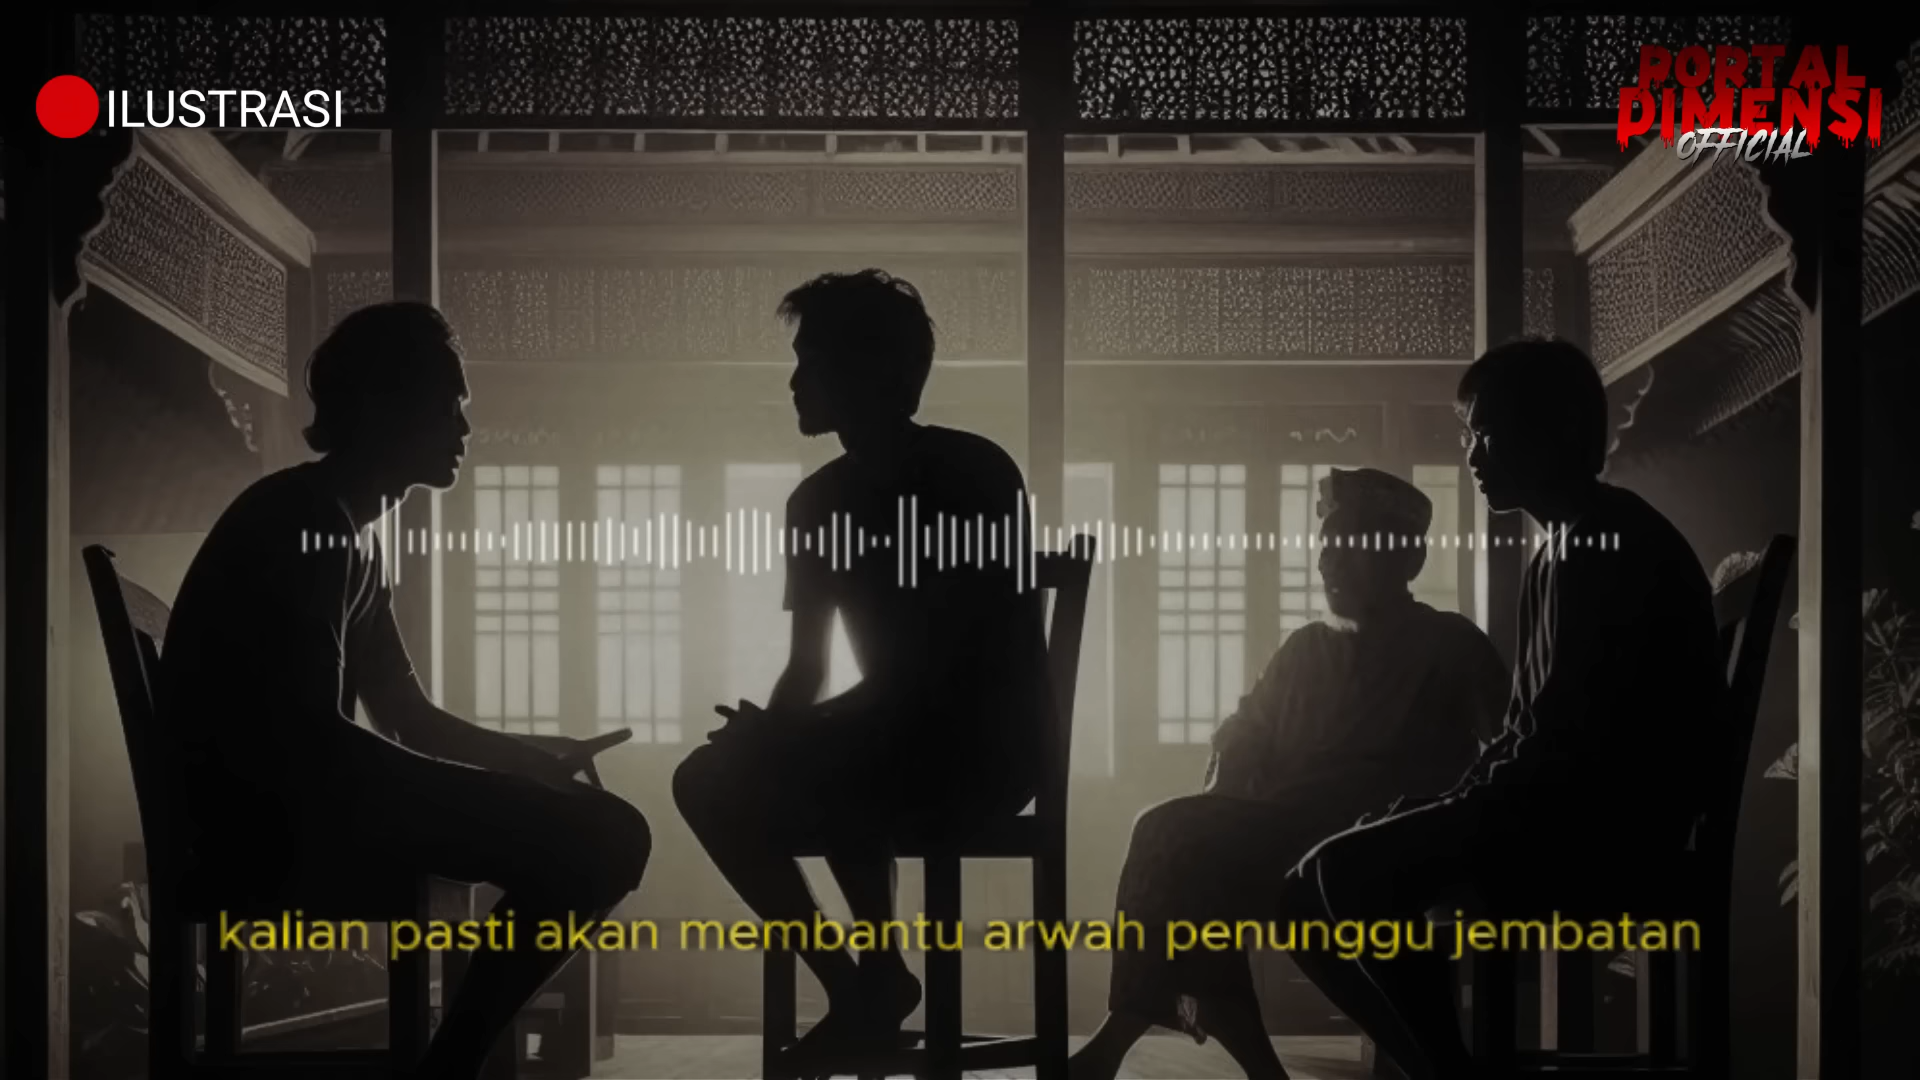 ILUSTRASI
PORTAL
DIMENSI
OFFICIAL
kalian pasti akan membantu arwah penunggu jembatan